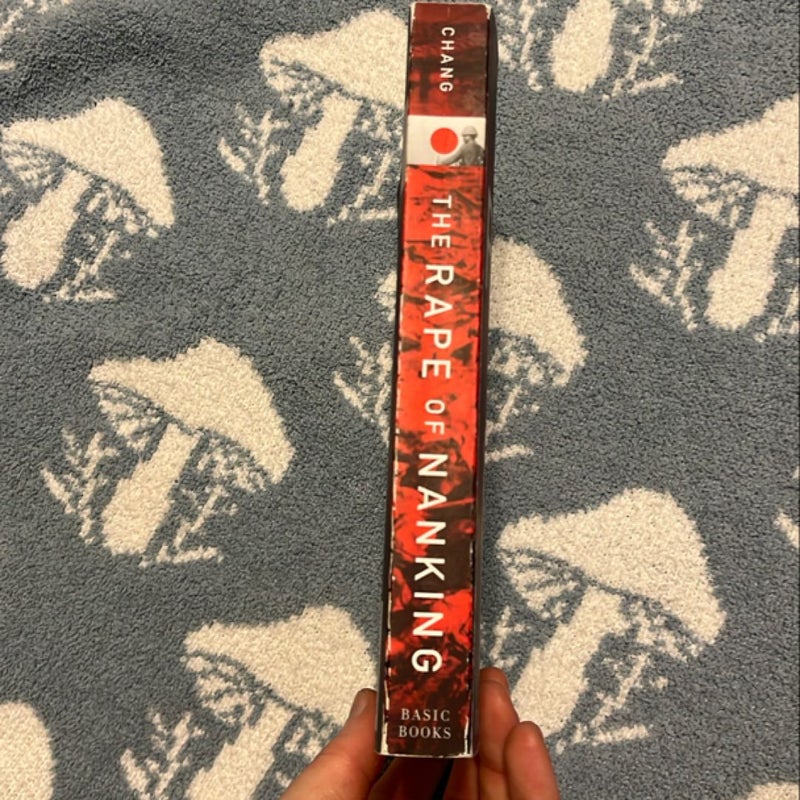 CHANG
THE RAPE OF NANKING
BASIC
BOOKS